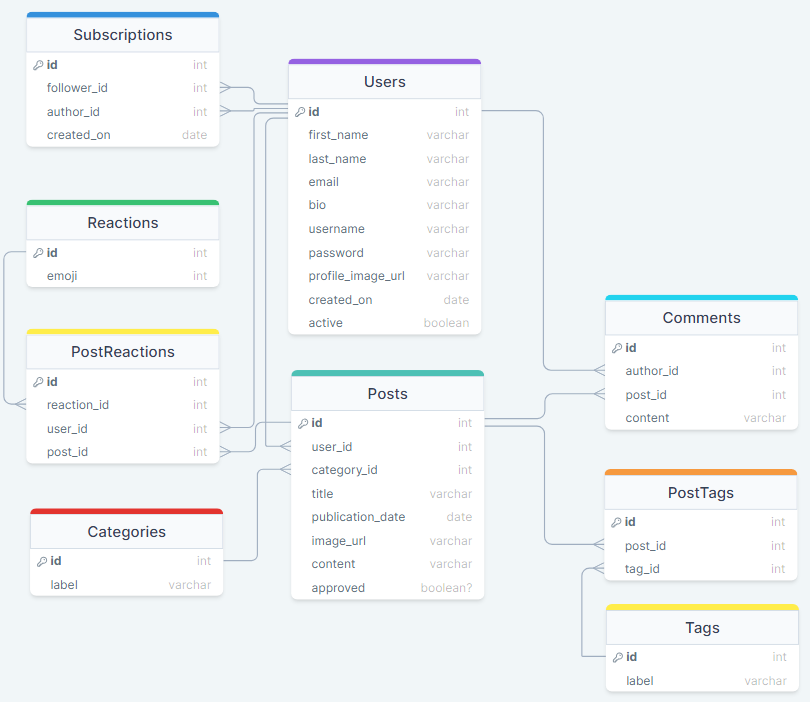 Subscriptions
id int
follower_id int
author_id int
created_on date
Users
id int
first_name varchar
last_name varchar
email varchar
bio varchar
username varchar
password varchar
profile_image_url varchar
created_on date
active boolean
Reactions
id int
emoji int
PostReactions
id int
reaction_id int
user_id int
post_id int
Categories
id int
label varchar
Posts
id int
user_id int
category_id int
title varchar
publication_date date
image_url varchar
content varchar
approved boolean?
Comments
id int
author_id int
post_id int
content varchar
PostTags
id int
post_id int
tag_id int
Tags
id int
label varchar